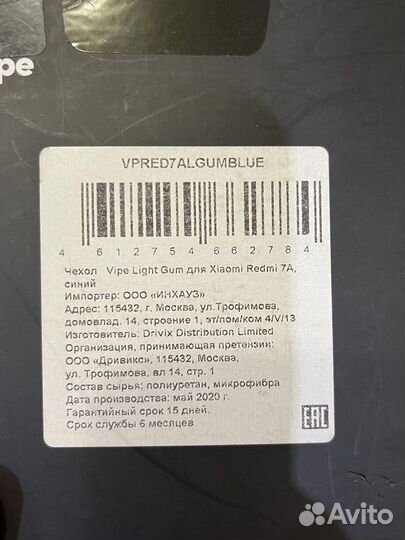 pe
VPRED7ALGUMBLUE
4 612754 662784
Чехол Vipe Light Gum для Xiaomi Redmi 7A,
синий
Импортер: ООО «ИНХАУЗ»
Адрес: 115432, г. Москва, ул.Трофимова,
домовлад. 14, строение 1, эт/пом/ком 4/V/13
Изготовитель: Drivix Distribution Limited
Организация, принимающая претензии:
ООО «Дривикс», 115432, Москва,
ул. Трофимова, вл 14, стр. 1
Состав сырья: полиуретан, микрофибра
Дата производства: май 2020 г.
Гарантийный срок 15 дней.
Срок службы 6 месяцев
EAC
Avito